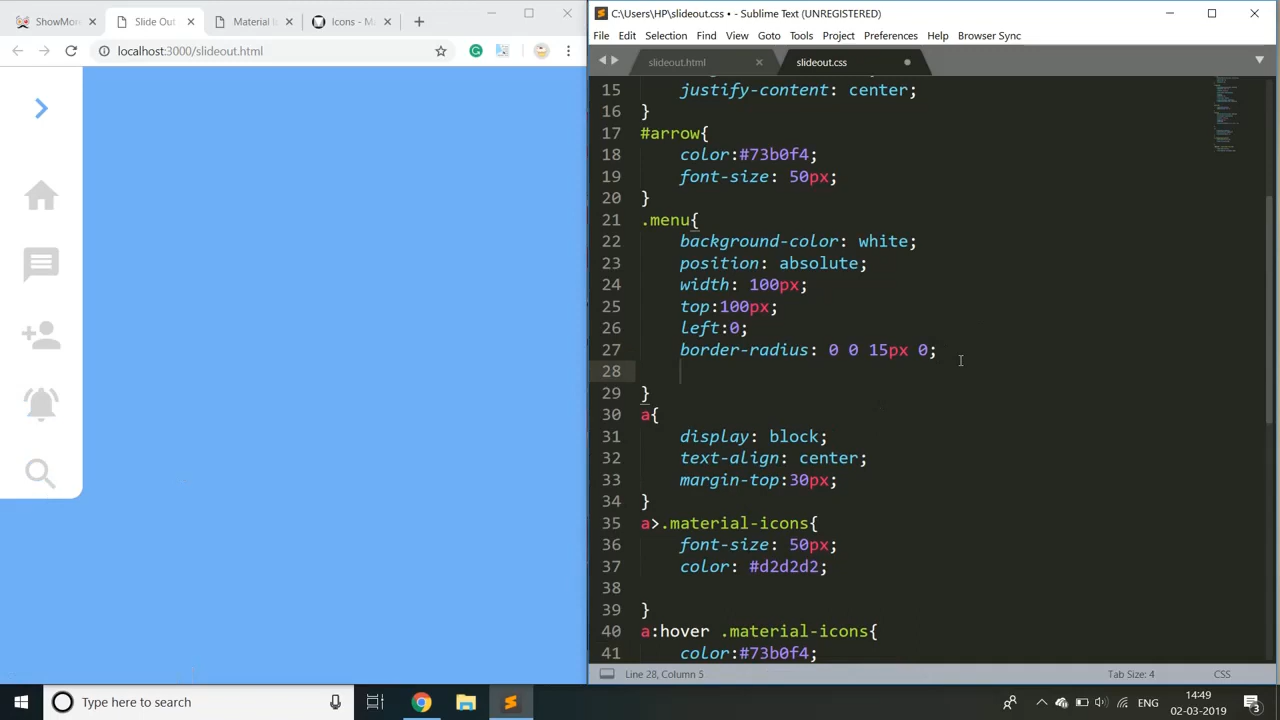 ShowMor
Slide Out
Material I
Icons - Ma
localhost:3000/slideout.html
C:\Users\HP\slideout.css • - Sublime Text (UNREGISTERED)
File Edit Selection Find View Goto Tools Project Preferences Help Browser Sync
slideout.html
slideout.css
15 justify-content: center;
16 }
17 #arrow{
18 color:#73b0f4;
19 font-size: 50px;
20 }
21 .menu{
22 background-color: white;
23 position: absolute;
24 width: 100px;
25 top:100px;
26 left:0;
27 border-radius: 0 0 15px 0;
28
29 }
30 a{
31 display: block;
32 text-align: center;
33 margin-top:30px;
34 }
35 a>.material-icons{
36 font-size: 50px;
37 color: #d2d2d2;
38
39 }
40 a:hover .material-icons{
41 color:#73b0f4;
Line 28, Column 5
Tab Size: 4
CSS
Type here to search
ENG
14:49
02-03-2019
3